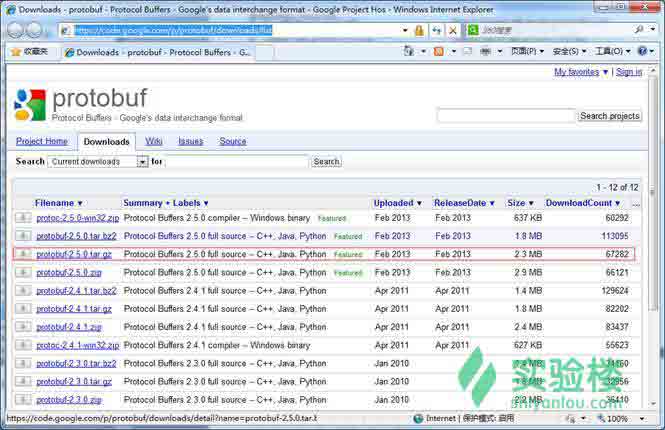 Downloads - protobuf - Protocol Buffers - Google's data interchange format - Google Project Hos - Windows Internet Explorer
https://code.google.com/p/protobuf/downloads/list
收藏夹 Downloads - protobuf - Protocol Buffers - G... 页面(P) 安全(S) 工具(O)
My favorites ▼ | Sign in
protobuf
Protocol Buffers - Google's data interchange format
Search projects
Project Home Downloads Wiki Issues Source
Search Current downloads for Search
1 - 12 of 12
Filename ▼ Summary + Labels ▼ Uploaded ▼ ReleaseDate ▼ Size ▼ DownloadCount ▼ ...
protoc-2.5.0-win32.zip Protocol Buffers 2.5.0 compiler -- Windows binary Featured Feb 2013 Feb 2013 637 KB 60292
protobuf-2.5.0.tar.bz2 Protocol Buffers 2.5.0 full source -- C++, Java, Python Featured Feb 2013 Feb 2013 1.8 MB 113095
protobuf-2.5.0.tar.gz Protocol Buffers 2.5.0 full source -- C++, Java, Python Featured Feb 2013 Feb 2013 2.3 MB 67282
protobuf-2.5.0.zip Protocol Buffers 2.5.0 full source -- C++, Java, Python Featured Feb 2013 Feb 2013 2.9 MB 66121
protobuf-2.4.1.tar.bz2 Protocol Buffers 2.4.1 full source -- C++, Java, Python Apr 2011 Apr 2011 1.4 MB 129624
protobuf-2.4.1.tar.gz Protocol Buffers 2.4.1 full source -- C++, Java, Python Apr 2011 Apr 2011 1.8 MB 82202
protobuf-2.4.1.zip Protocol Buffers 2.4.1 full source -- C++, Java, Python Apr 2011 Apr 2011 2.4 MB 83437
protoc-2.4.1-win32.zip Protocol Buffers 2.4.1 compiler -- Windows binary Apr 2011 Apr 2011 627 KB 55623
protobuf-2.3.0.tar.bz2 Protocol Buffers 2.3.0 full source -- C++, Java, Python Jan 2010 Jan 2010 MB
protobuf-2.3.0.tar.gz Protocol Buffers 2.3.0 full source -- C++, Java, Python Jan 2010 Jan 2010 MB
protobuf-2.3.0.zip Protocol Buffers 2.3.0 full source -- C++, Java, Python Jan 2010 Jan 2010 MB
实验楼
shiyanlou.com
https://code.google.com/p/protobuf/downloads/detail?name=protobuf-2.5.0.tar.b Internet | 保护模式: 启用 100%